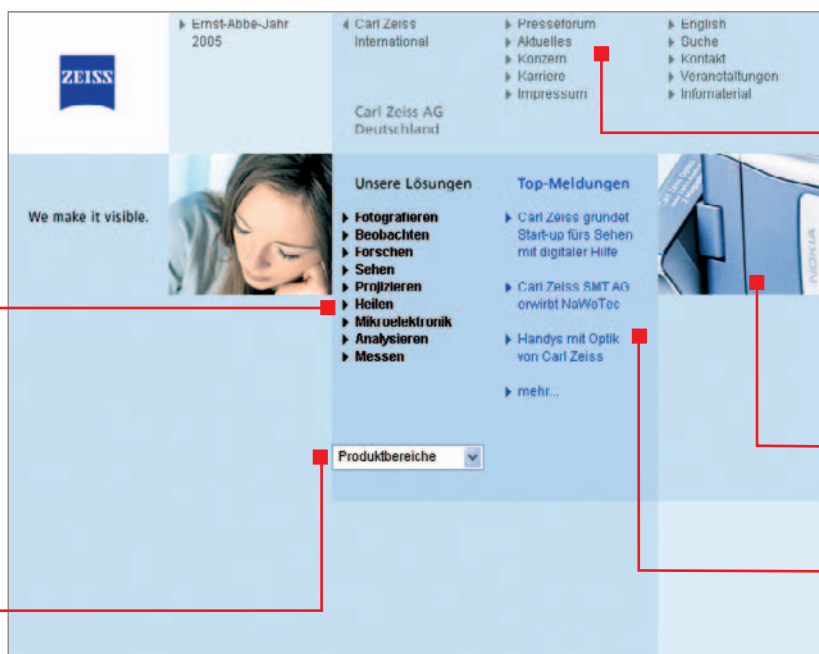 Ernst-Abbe-Jahr
2005
Carl Zeiss
International
Carl Zeiss AG
Deutschland
Presseforum
Aktuelles
Konzern
Karriere
Impressum
English
Suche
Kontakt
Veranstaltungen
Infomaterial
ZEISS
We make it visible.
Unsere Lösungen
Fotografieren
Beobachten
Forschen
Sehen
Projizieren
Heilen
Mikroelektronik
Analysieren
Messen
Top-Meldungen
Carl Zeiss gründet
Start-up fürs Sehen
mit digitaler Hilfe
Carl Zeiss SMT AG
erwirbt NaWoTec
Handys mit Optik
von Carl Zeiss
mehr...
NOKIA
Produktbereiche